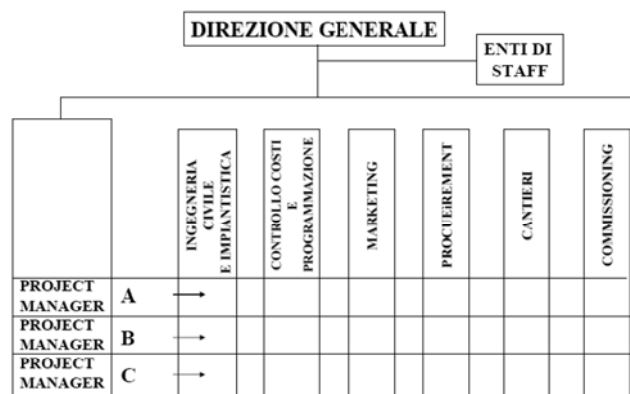 DIREZIONE GENERALE
ENTI DI
STAFF
INGEGNERIA
CIVILE
E IMPIANTISTICA
CONTROLLO COSTI
E
PROGRAMMAZIONE
MARKETING
PROCUEiREMENT
CANTIERI
COMMISSIONING
PROJECT
MANAGER
A
PROJECT
MANAGER
B
PROJECT
MANAGER
C